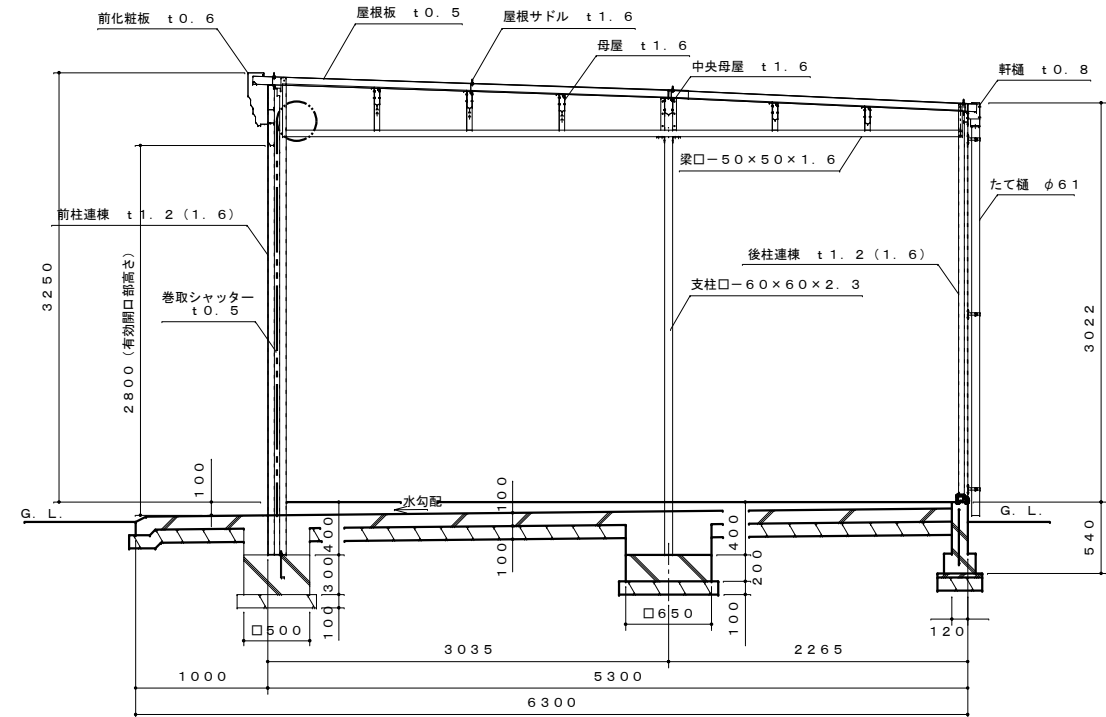 前化粧板 t0.6
屋根板 t0.5
屋根サドル t1.6
母屋 t1.6
中央母屋 t1.6
軒樋 t0.8
梁口－50×50×1.6
たて樋 φ61
前柱連棟 t1.2(1.6)
後柱連棟 t1.2(1.6)
支柱口－60×60×2.3
巻取シャッター
t0.5
3250
2800(有効開口部高さ)
3022
100
水勾配
100
G.L.
G.L.
400
300
100
100
400
200
100
540
□500
□650
120
3035
2265
1000
5300
6300